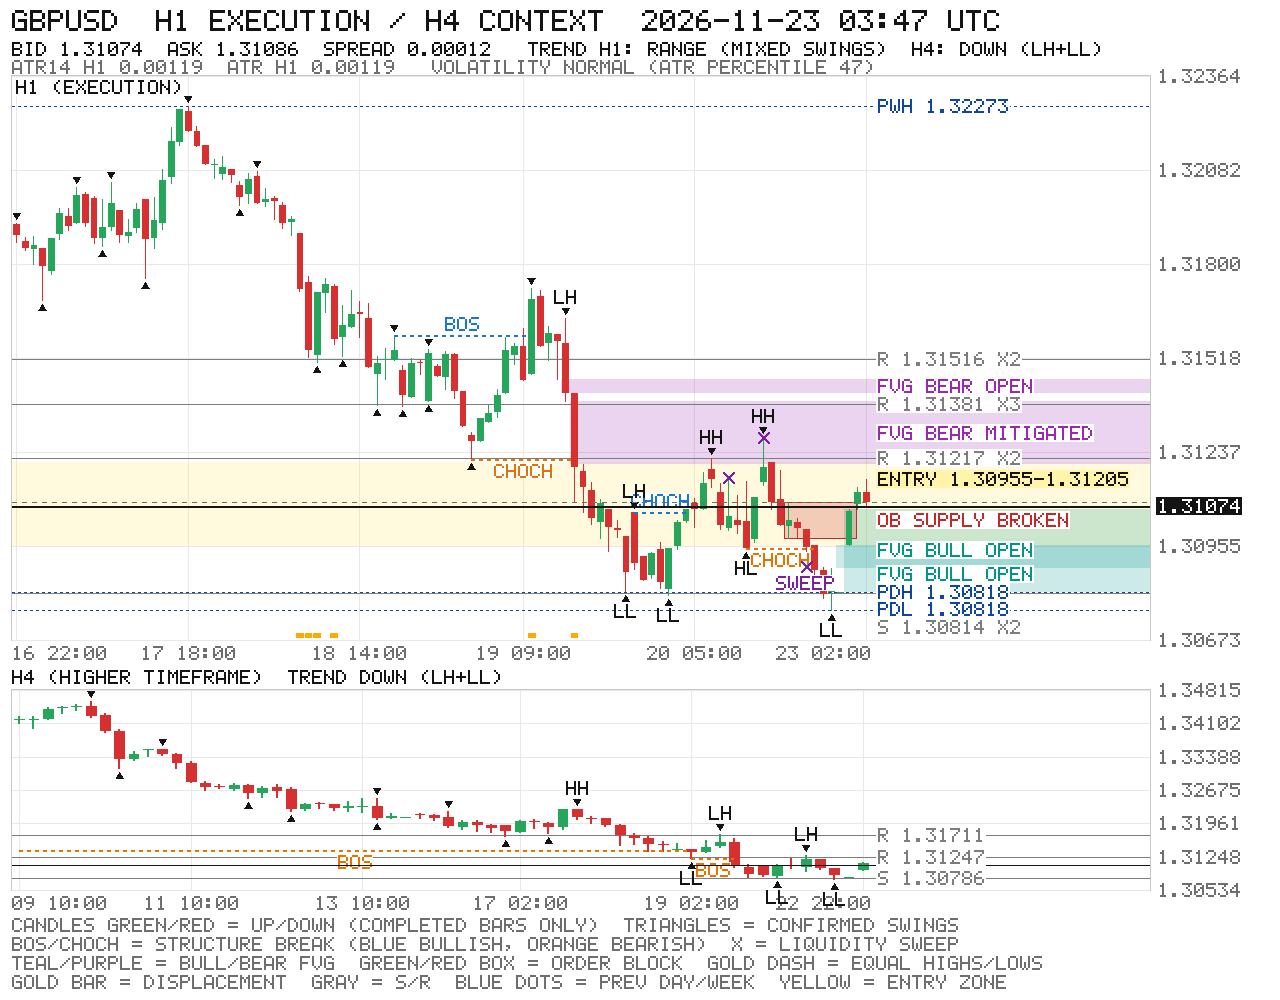 GBPUSD  H1 EXECUTION / H4 CONTEXT  2026-11-23 03:47 UTC
BID 1.31074  ASK 1.31086  SPREAD 0.00012   TREND H1: RANGE (MIXED SWINGS)  H4: DOWN (LH+LL)
ATR14 H1 0.00119  ATR H1 0.00119   VOLATILITY NORMAL (ATR PERCENTILE 47)
H1 (EXECUTION)
1.32364
PWH 1.32273
1.32082
1.31800
LH
BOS
R 1.31516 X2
1.31518
FVG BEAR OPEN
R 1.31381 X3
HH
FVG BEAR MITIGATED
HH
R 1.31217 X2
1.31237
CHOCH
ENTRY 1.30955-1.31205
LH
CHOCH
1.31074
OB SUPPLY BROKEN
FVG BULL OPEN
1.30955
CHOCH
HL
FVG BULL OPEN
SWEEP
PDH 1.30818
LL
LL
PDL 1.30818
LL
S 1.30814 X2
1.30673
16 22:00
17 18:00
18 14:00
19 09:00
20 05:00
23 02:00
H4 (HIGHER TIMEFRAME)  TREND DOWN (LH+LL)
1.34815
1.34102
1.33388
HH
1.32675
LH
1.31961
LH
R 1.31711
BOS
R 1.31247
1.31248
BOS
LL
S 1.30786
LL
LL
1.30534
09 10:00
11 10:00
13 10:00
17 02:00
19 02:00
22 22:00
CANDLES GREEN/RED = UP/DOWN (COMPLETED BARS ONLY)  TRIANGLES = CONFIRMED SWINGS
BOS/CHOCH = STRUCTURE BREAK (BLUE BULLISH, ORANGE BEARISH)  X = LIQUIDITY SWEEP
TEAL/PURPLE = BULL/BEAR FVG  GREEN/RED BOX = ORDER BLOCK  GOLD DASH = EQUAL HIGHS/LOWS
GOLD BAR = DISPLACEMENT  GRAY = S/R  BLUE DOTS = PREV DAY/WEEK  YELLOW = ENTRY ZONE